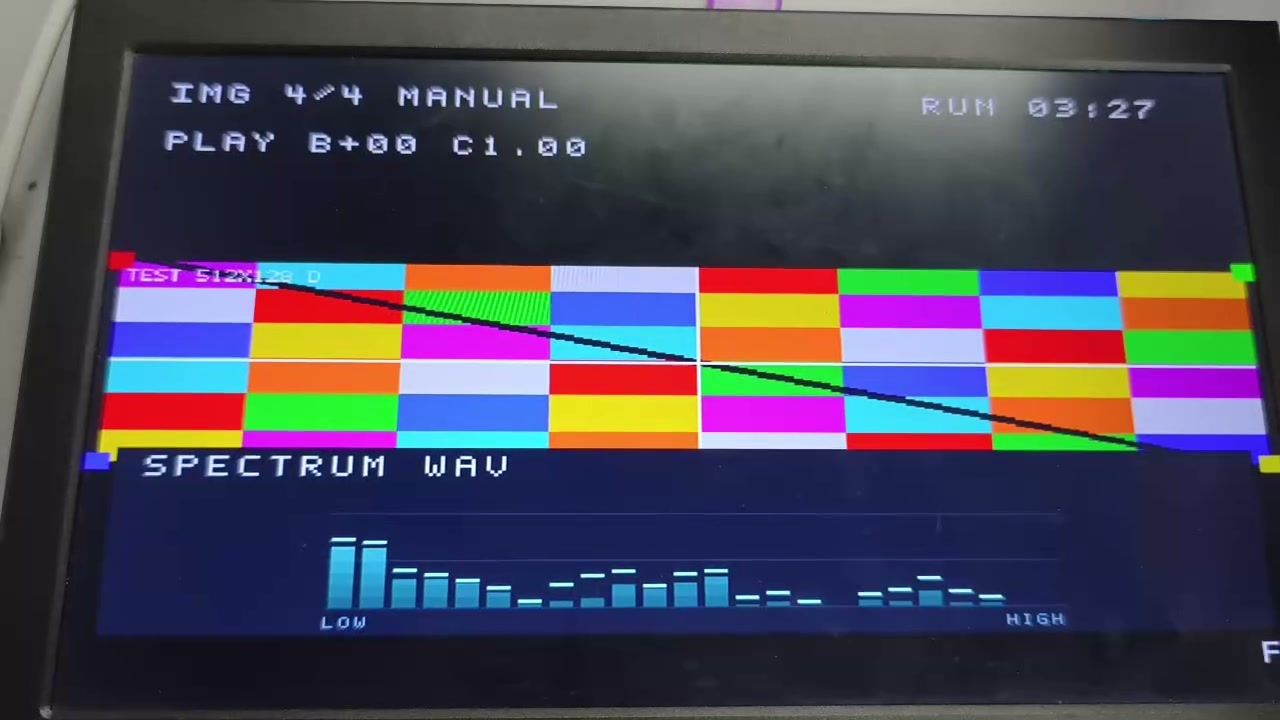 IMG 4/4 MANUAL
RUN 03:27
PLAY B+00 C1.00
TEST 512X128 D
SPECTRUM WAV
LOW
HIGH
F